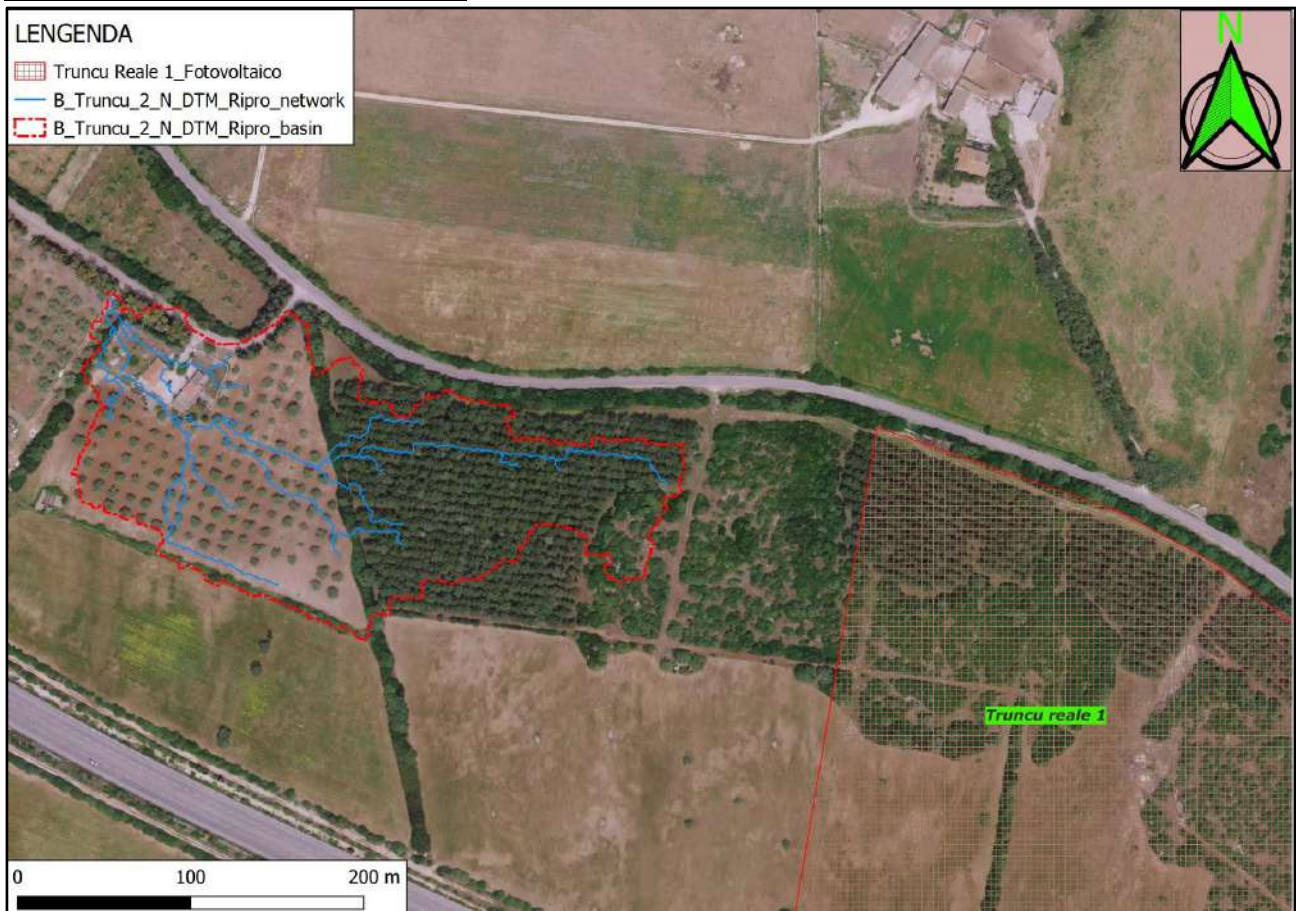 LENGENDA
Truncu Reale 1_Fotovoltaico
B_Truncu_2_N_DTM_Ripro_network
B_Truncu_2_N_DTM_Ripro_basin
N
Truncu reale 1
0 100 200 m